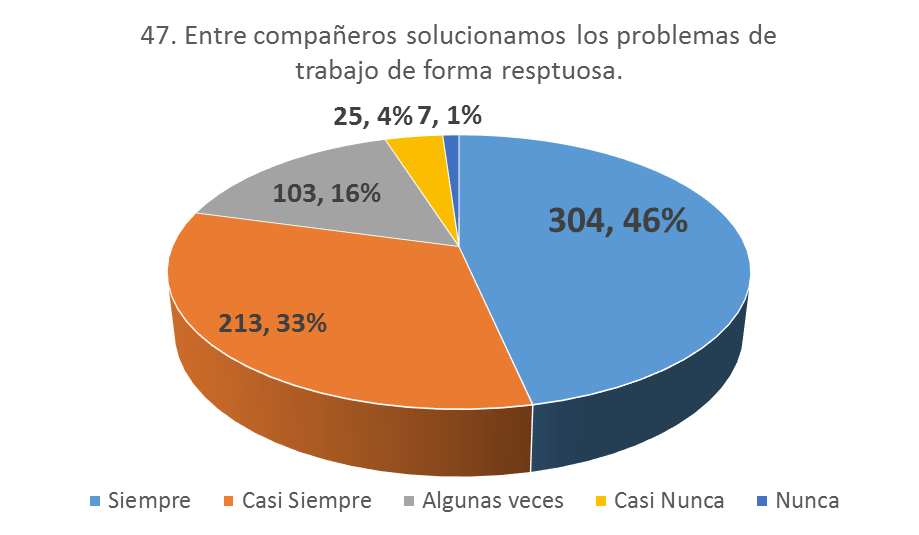 47. Entre compañeros solucionamos los problemas de
trabajo de forma resptuosa.
25, 4% 7, 1%
103, 16%
304, 46%
213, 33%
Siempre Casi Siempre Algunas veces Casi Nunca Nunca